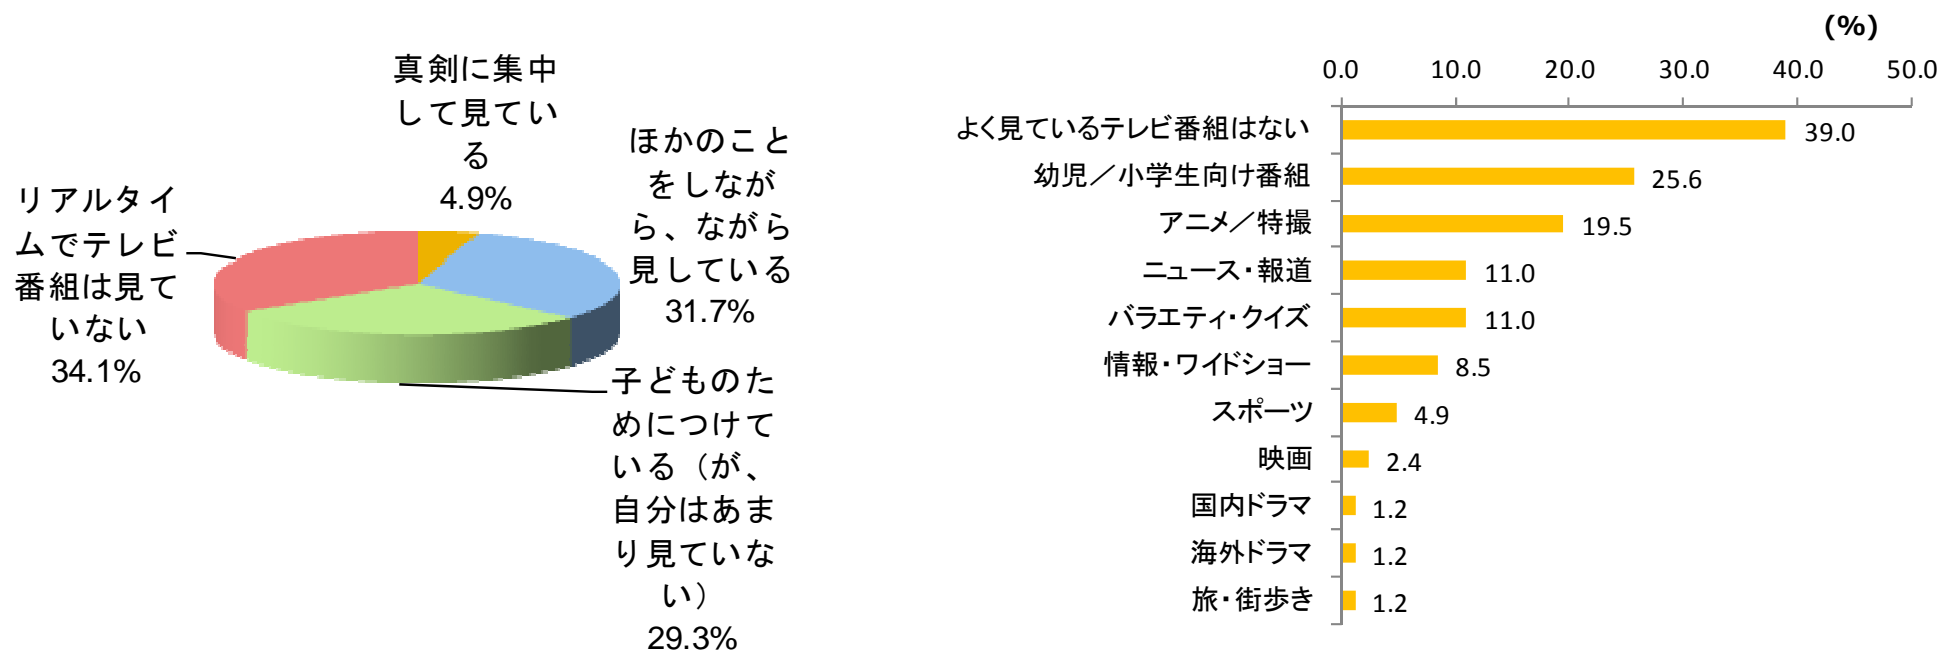 真剣に集中
して見てい
る
4.9%
ほかのこと
をしなが
ら、ながら
見している
31.7%
子どものた
めにつけて
いる（が、
自分はあま
り見ていな
い）
29.3%
リアルタイ
ムでテレビ
番組は見て
いない
34.1%
(%)
0.0 10.0 20.0 30.0 40.0 50.0
よく見ているテレビ番組はない 39.0
幼児／小学生向け番組 25.6
アニメ／特撮 19.5
ニュース・報道 11.0
バラエティ・クイズ 11.0
情報・ワイドショー 8.5
スポーツ 4.9
映画 2.4
国内ドラマ 1.2
海外ドラマ 1.2
旅・街歩き 1.2